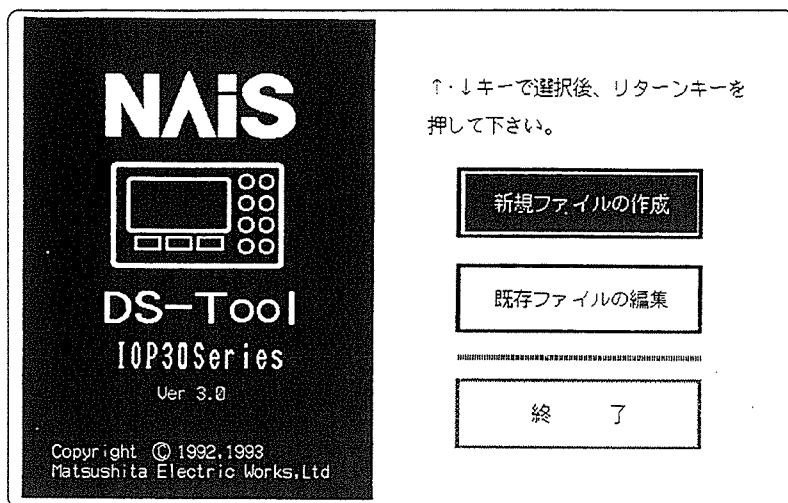 NAiS
DS-Tool
IOP30Series
Ver 3.0
Copyright © 1992,1993
Matsushita Electric Works,Ltd
↑・↓キーで選択後、リターンキーを
押して下さい。
新規ファイルの作成
既存ファイルの編集
終 了